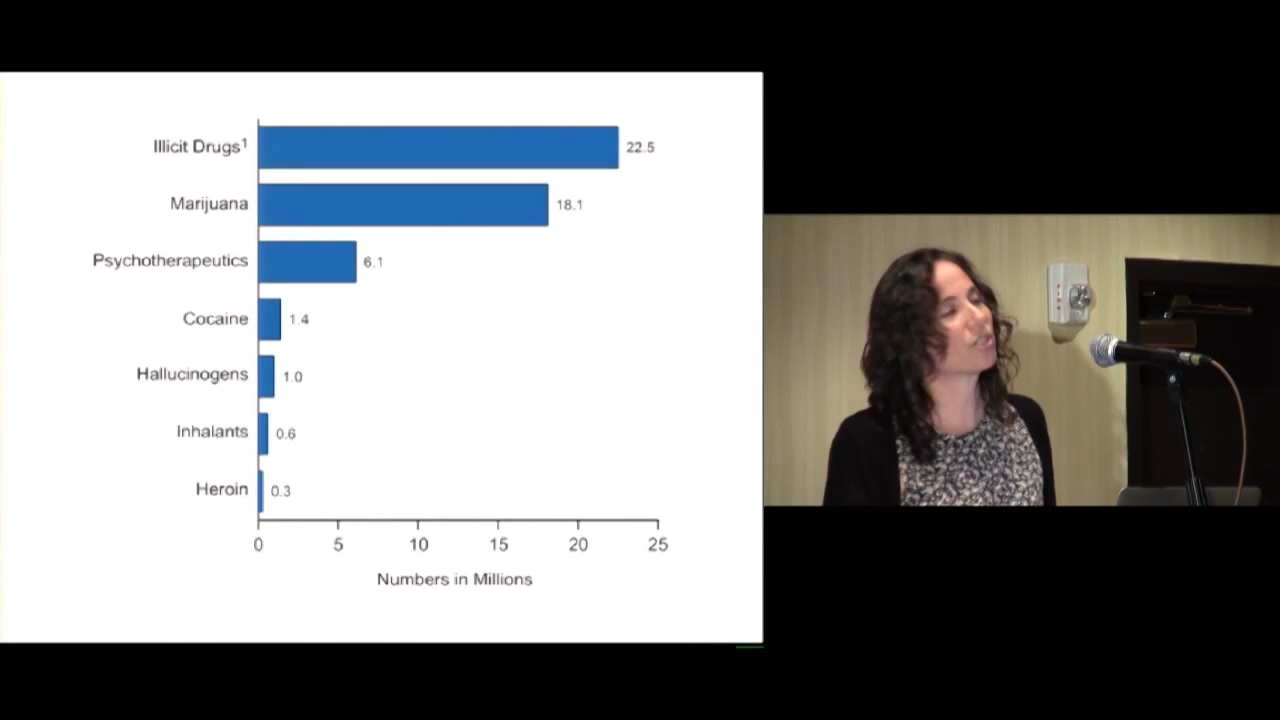 Illicit Drugs¹ 22.5
Marijuana 18.1
Psychotherapeutics 6.1
Cocaine 1.4
Hallucinogens 1.0
Inhalants 0.6
Heroin 0.3
0 5 10 15 20 25
Numbers in Millions